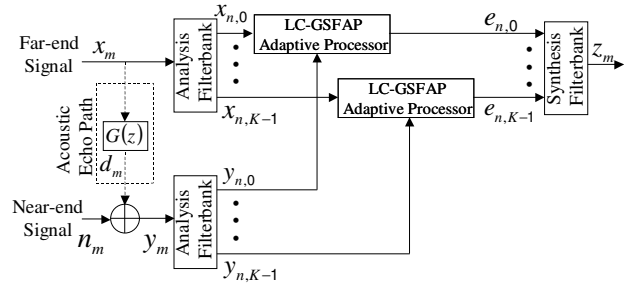 Far-end
Signal
x_m
Analysis
Filterbank
x_{n,0}
x_{n,K−1}
LC-GSFAP
Adaptive Processor
LC-GSFAP
Adaptive Processor
e_{n,0}
e_{n,K−1}
Synthesis
Filterbank
z_m
Acoustic
Echo Path
G(z)
d_m
Near-end
Signal
n_m
y_m
Analysis
Filterbank
y_{n,0}
y_{n,K−1}